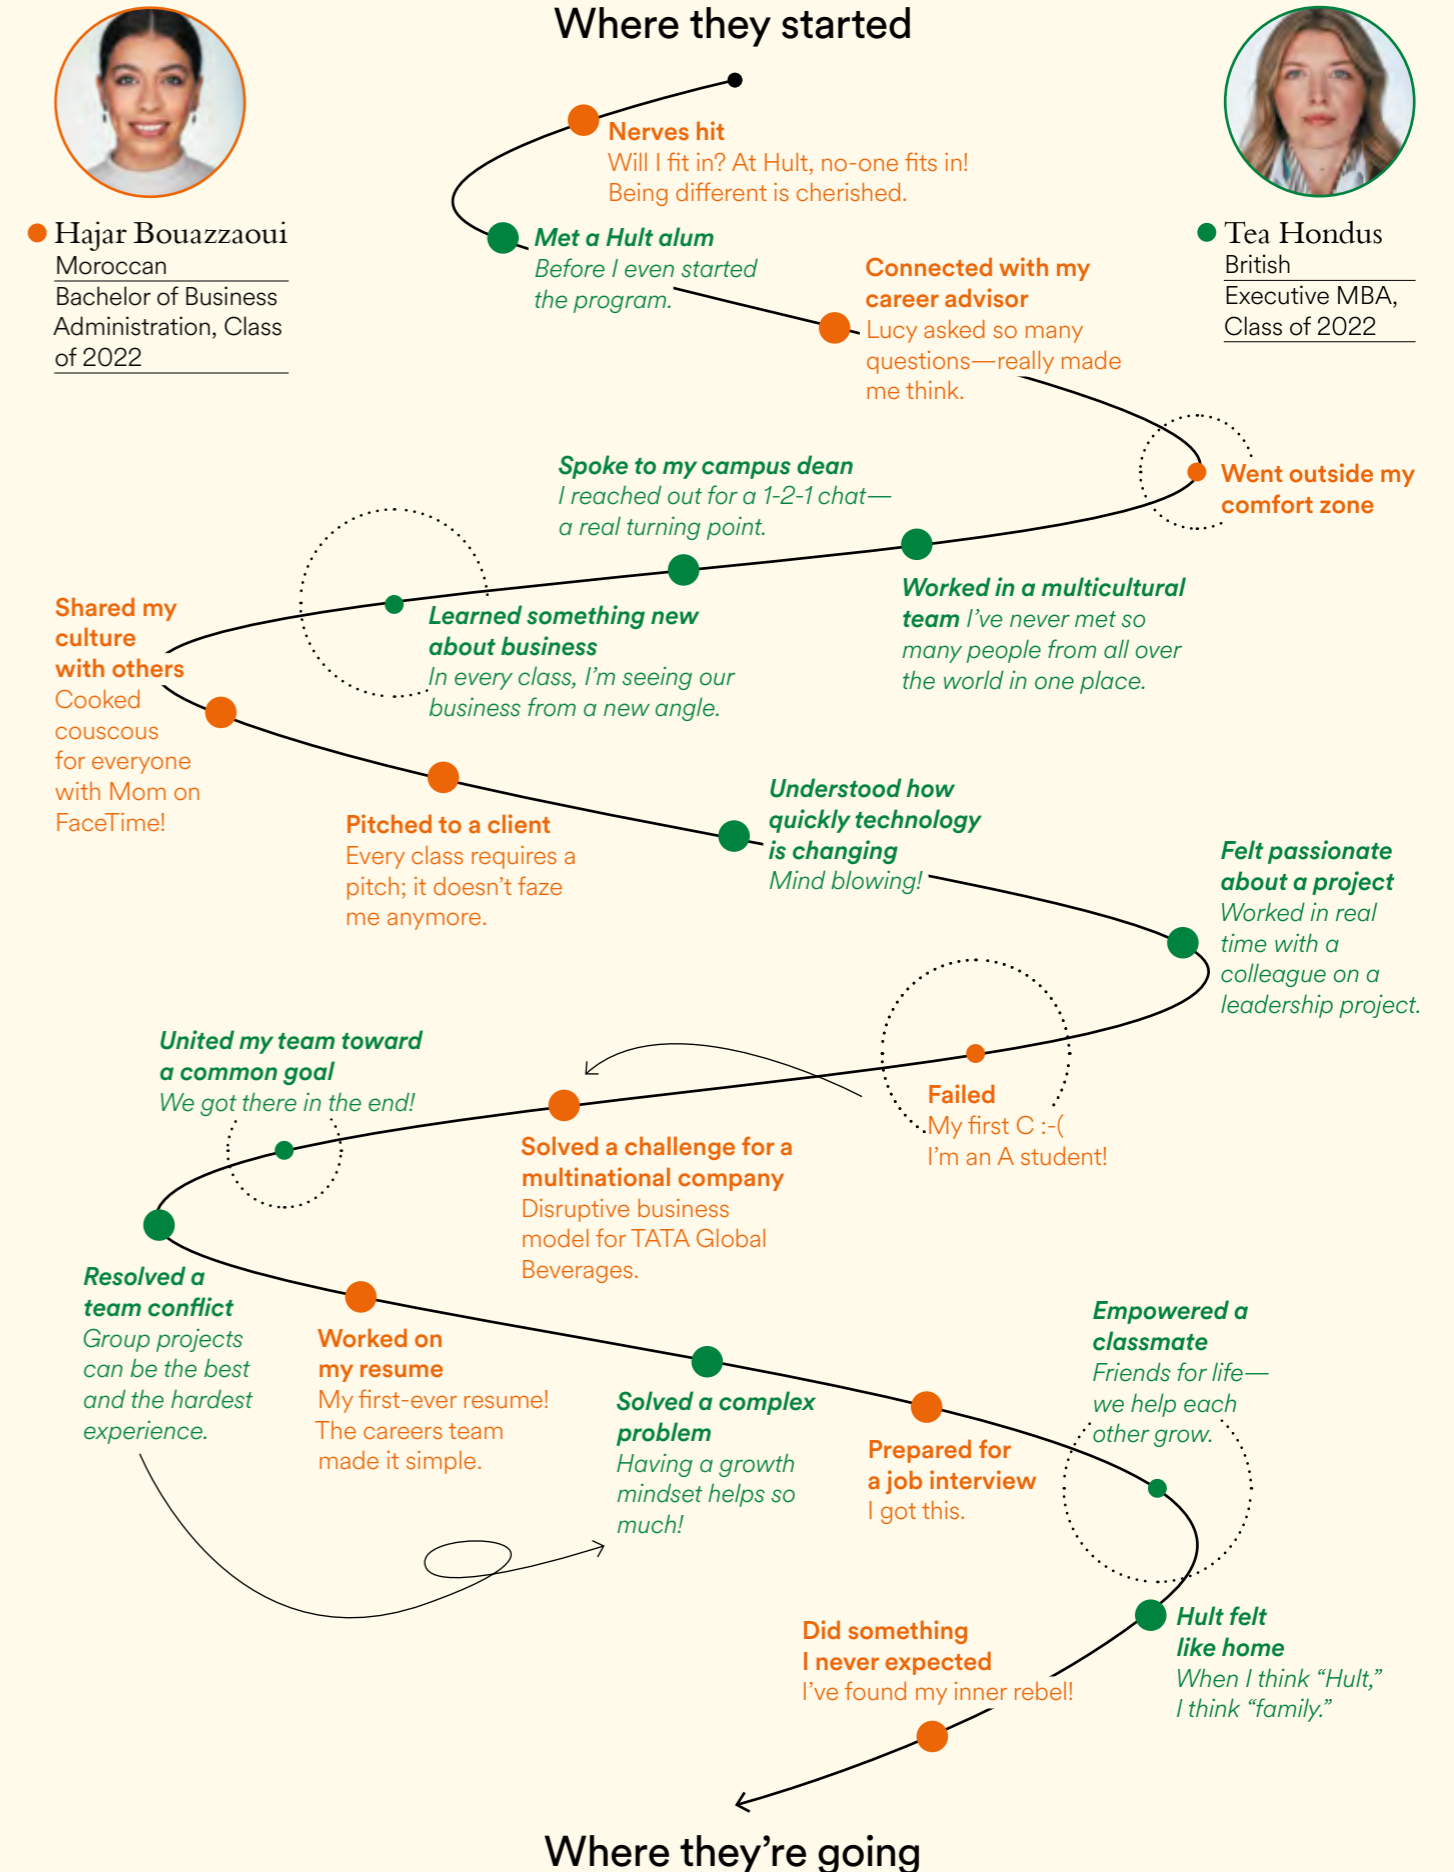 Where they started
Hajar Bouazzaoui
Moroccan
Bachelor of Business
Administration, Class
of 2022
Tea Hondus
British
Executive MBA,
Class of 2022
Nerves hit
Will I fit in? At Hult, no-one fits in!
Being different is cherished.
Met a Hult alum
Before I even started
the program.
Connected with my
career advisor
Lucy asked so many
questions—really made
me think.
Went outside my
comfort zone
Worked in a multicultural
team I've never met so
many people from all over
the world in one place.
Spoke to my campus dean
I reached out for a 1-2-1 chat—
a real turning point.
Learned something new
about business
In every class, I'm seeing our
business from a new angle.
Shared my
culture
with others
Cooked
couscous
for everyone
with Mom on
FaceTime!
Pitched to a client
Every class requires a
pitch; it doesn't faze
me anymore.
Understood how
quickly technology
is changing
Mind blowing!
Felt passionate
about a project
Worked in real
time with a
colleague on a
leadership project.
Failed
My first C :-(
I'm an A student!
Solved a challenge for a
multinational company
Disruptive business
model for TATA Global
Beverages.
United my team toward
a common goal
We got there in the end!
Resolved a
team conflict
Group projects
can be the best
and the hardest
experience.
Worked on
my resume
My first-ever resume!
The careers team
made it simple.
Solved a complex
problem
Having a growth
mindset helps so
much!
Prepared for
a job interview
I got this.
Empowered a
classmate
Friends for life—
we help each
other grow.
Hult felt
like home
When I think “Hult,”
I think “family.”
Did something
I never expected
I've found my inner rebel!
Where they're going